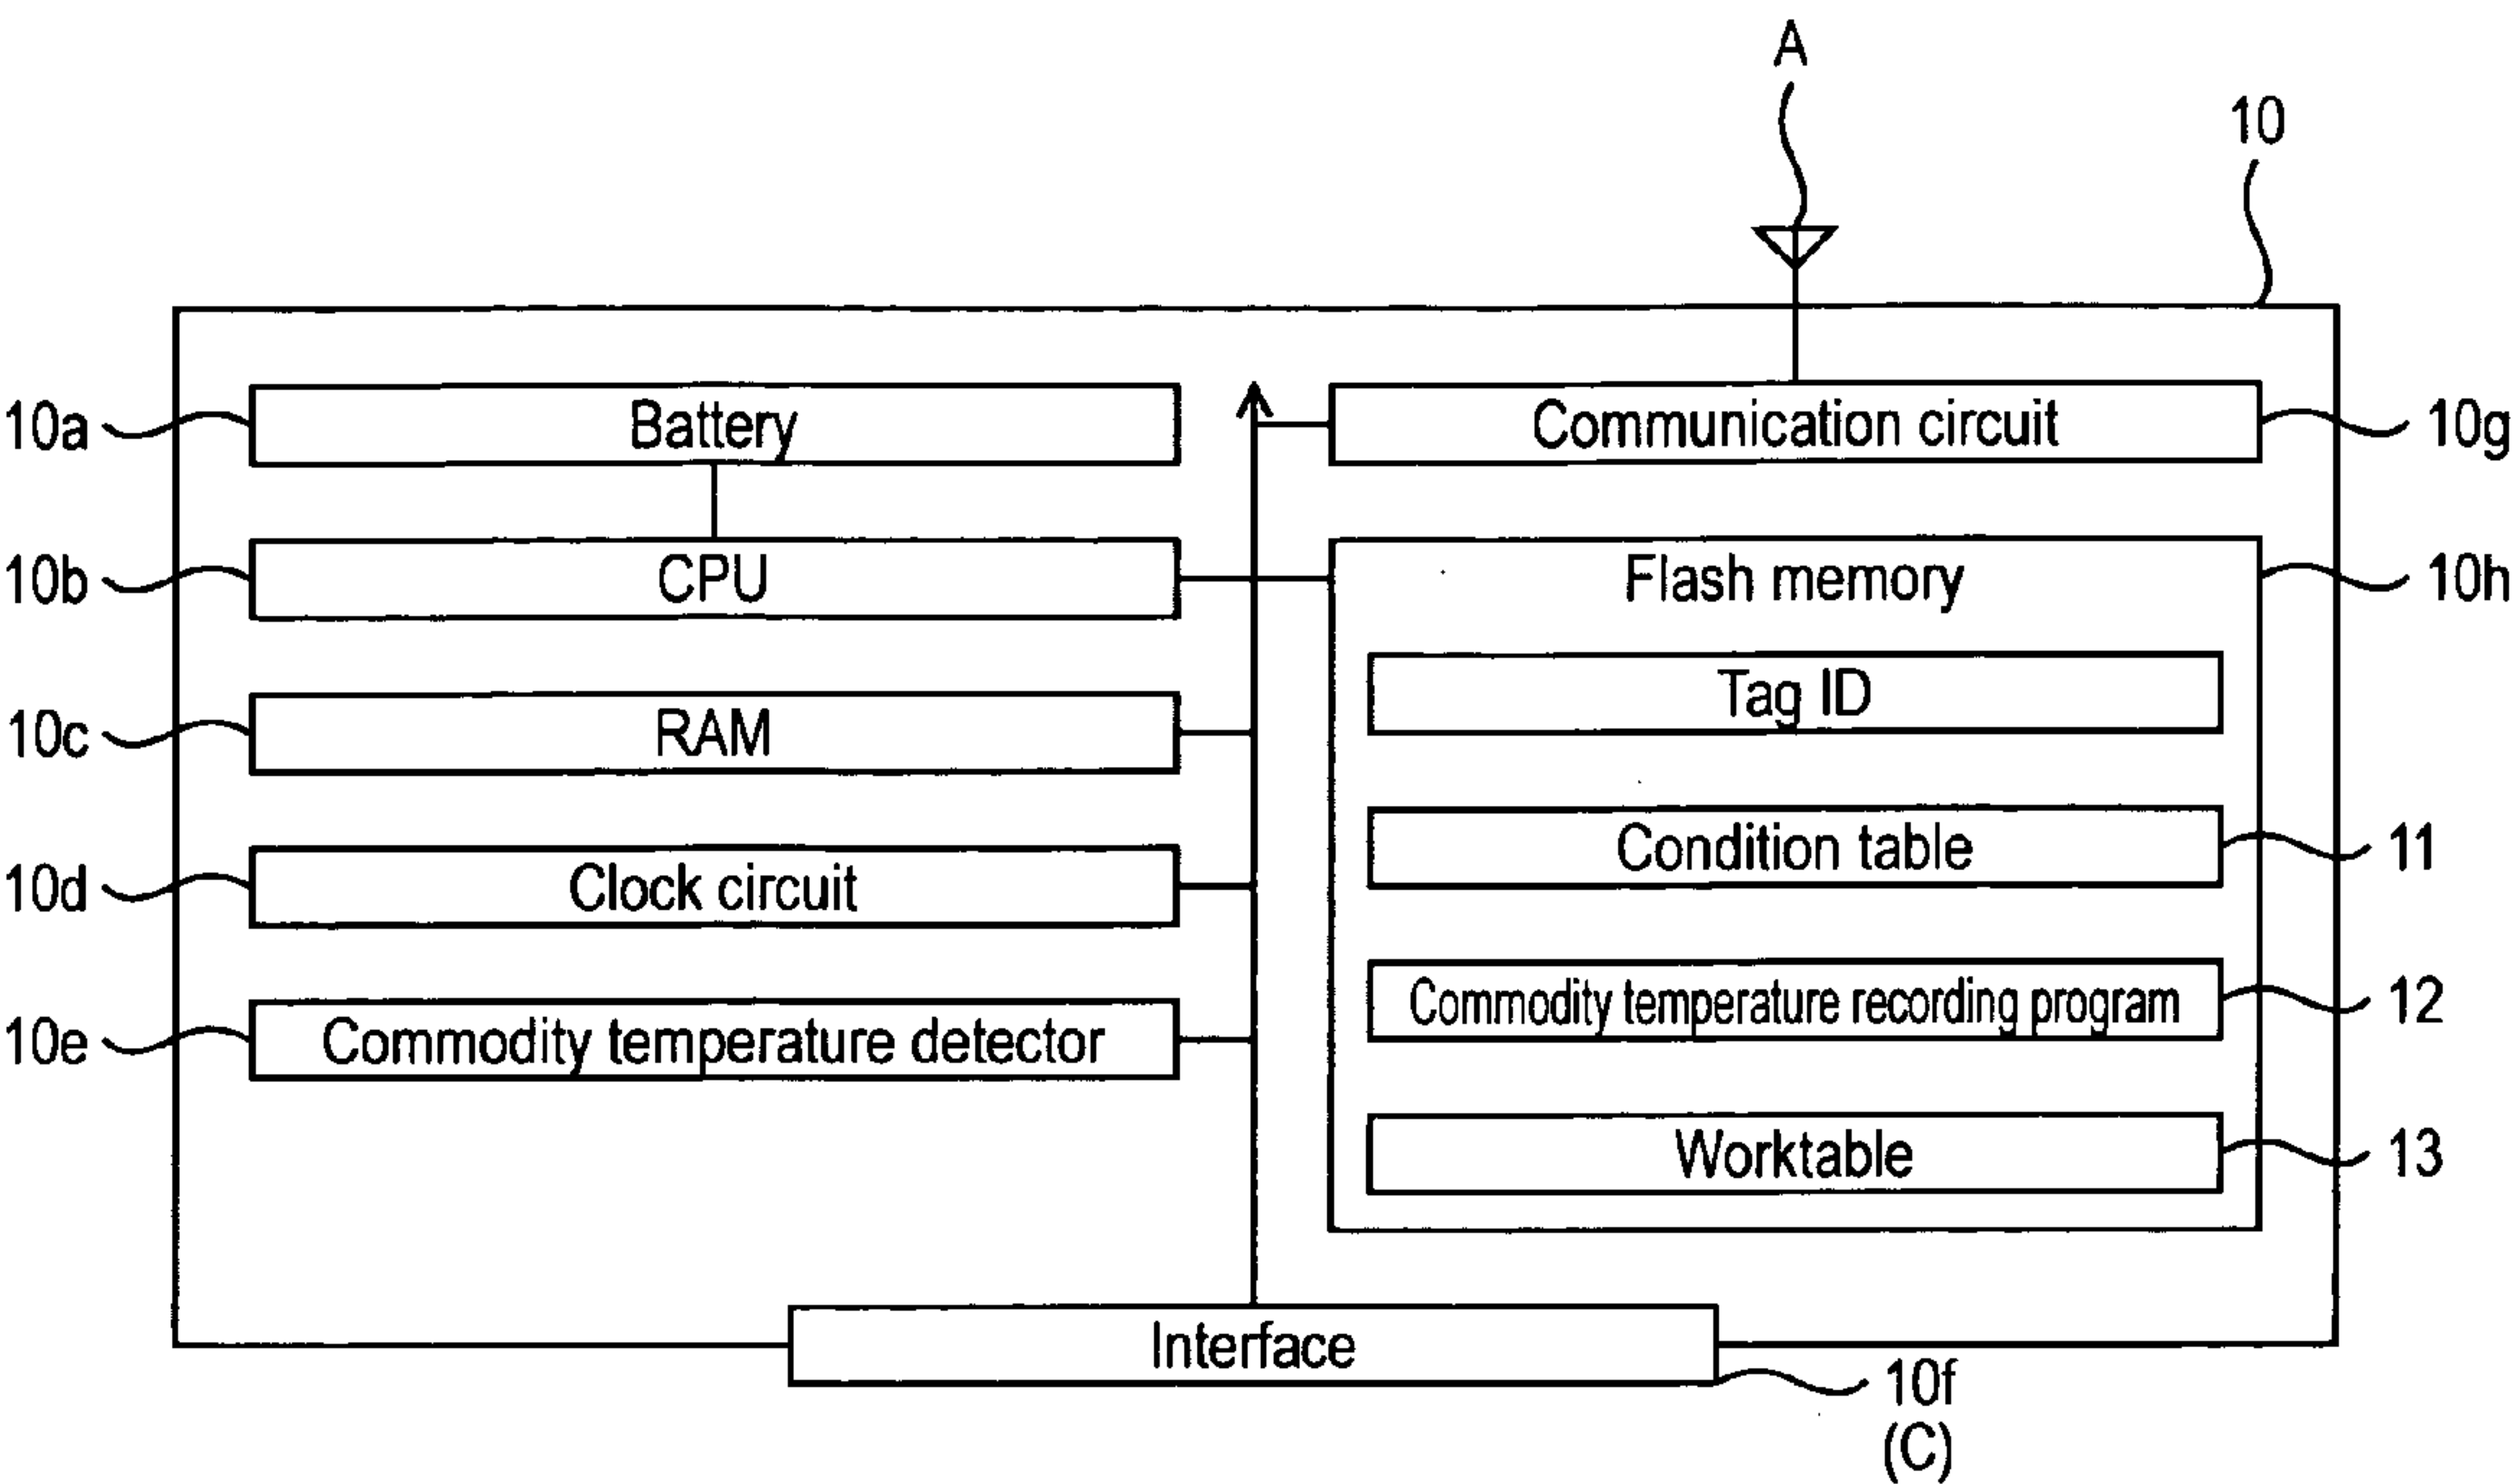 A
10
10a
Battery
Communication circuit
10g
10b
CPU
Flash memory
10h
Tag ID
10c
RAM
Condition table
11
10d
Clock circuit
Commodity temperature recording program
12
10e
Commodity temperature detector
Worktable
13
Interface
10f
(C)